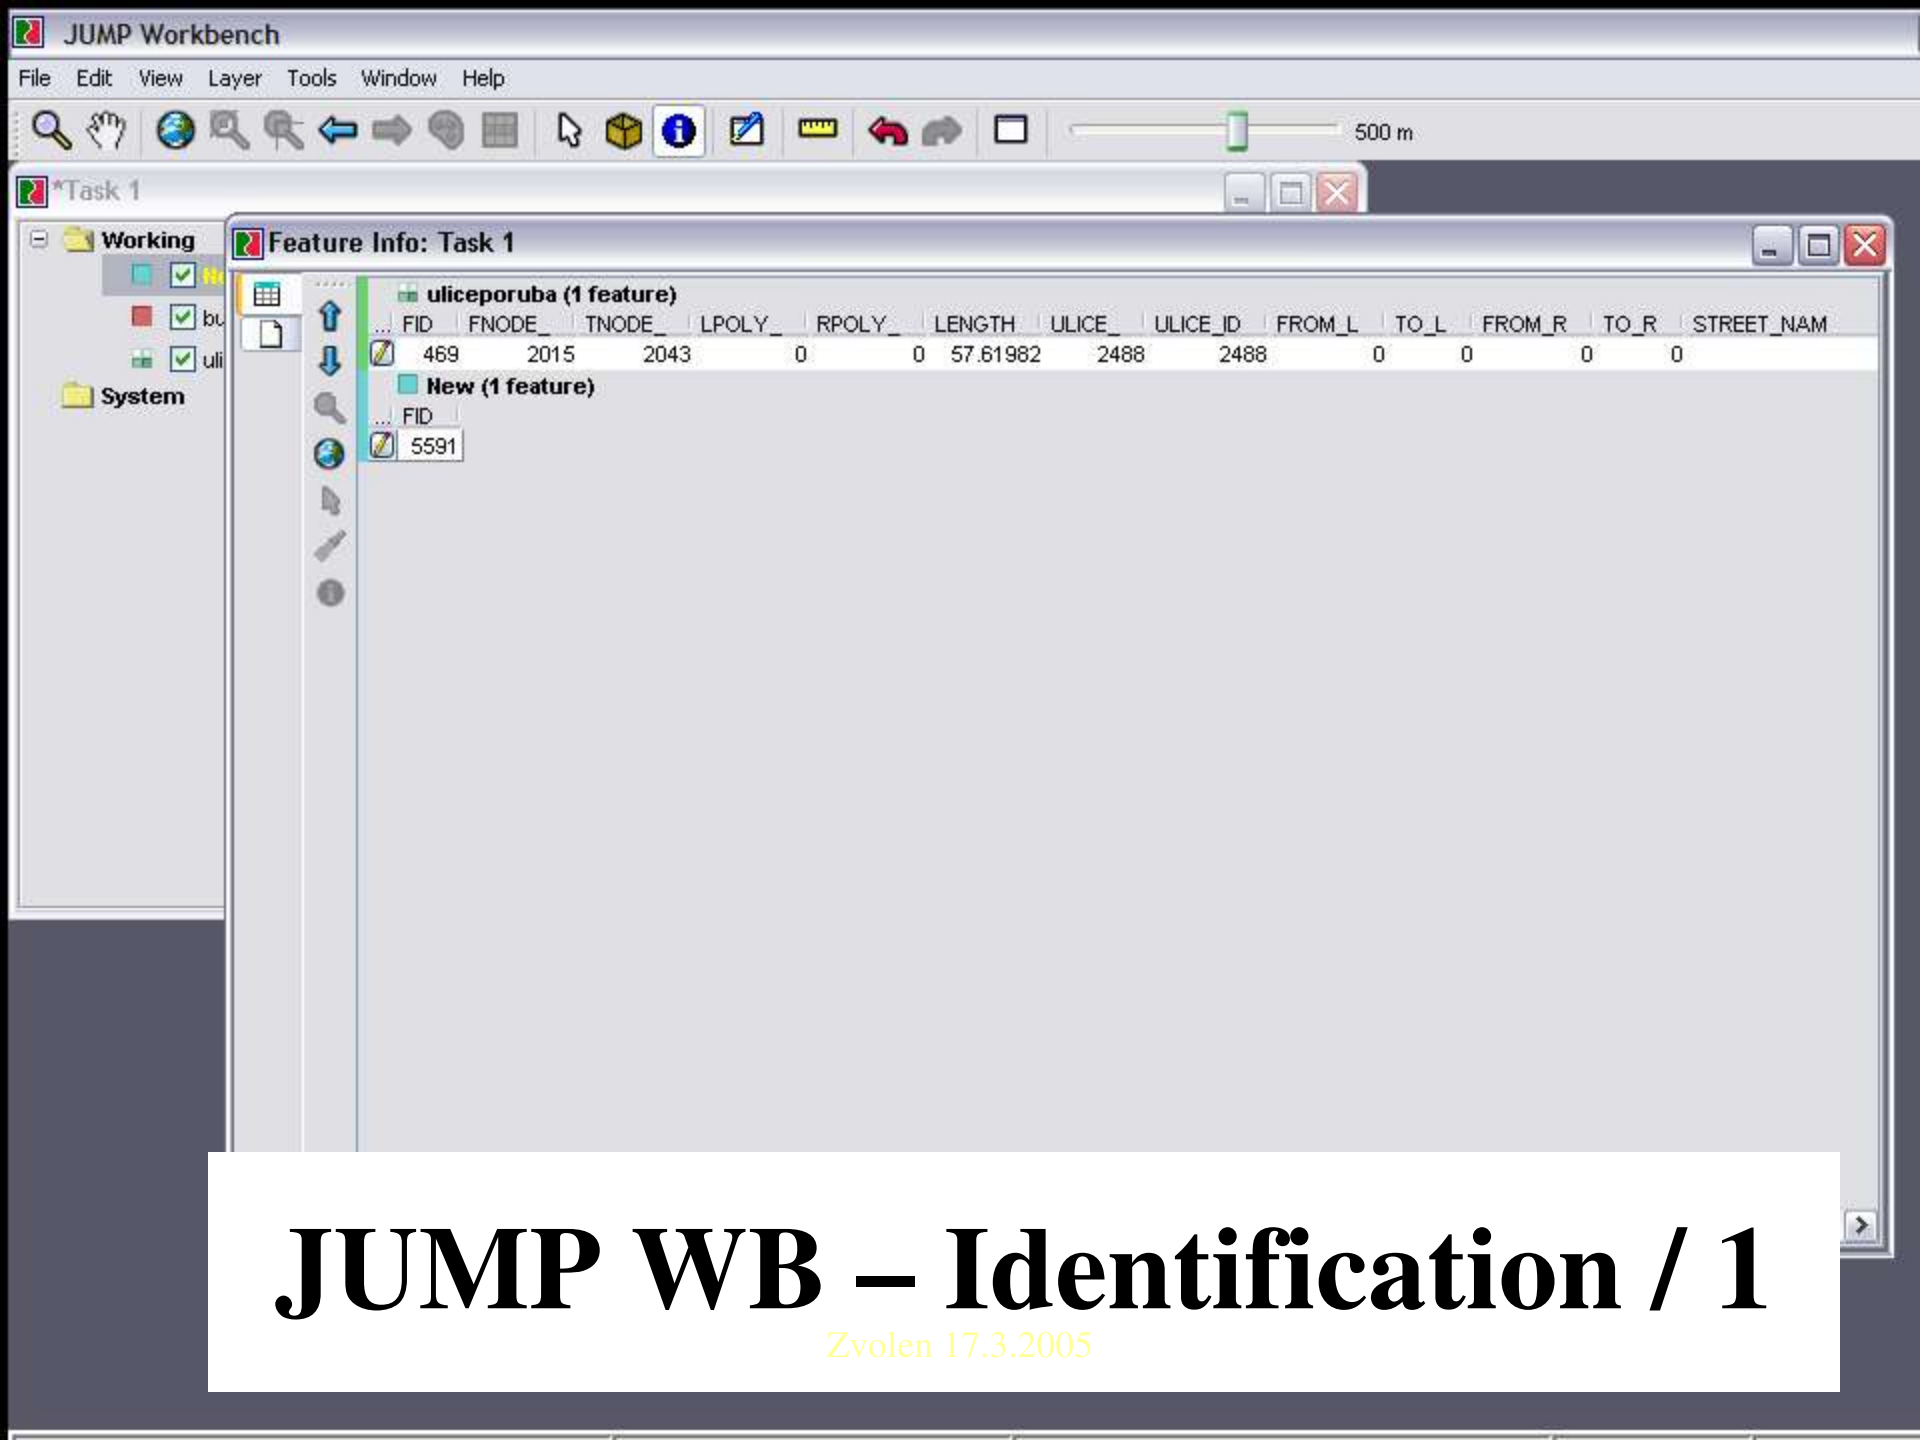 JUMP Workbench
File Edit View Layer Tools Window Help
500 m
*Task 1
Working
Feature Info: Task 1
uliceporuba (1 feature)
... FID FNODE_ TNODE_ LPOLY_ RPOLY_ LENGTH ULICE_ ULICE_ID FROM_L TO_L FROM_R TO_R STREET_NAM
469 2015 2043 0 0 57.61982 2488 2488 0 0 0 0
bu
uli
New (1 feature)
System
... FID
5591
JUMP WB – Identification / 1
Zvolen 17.3.2005